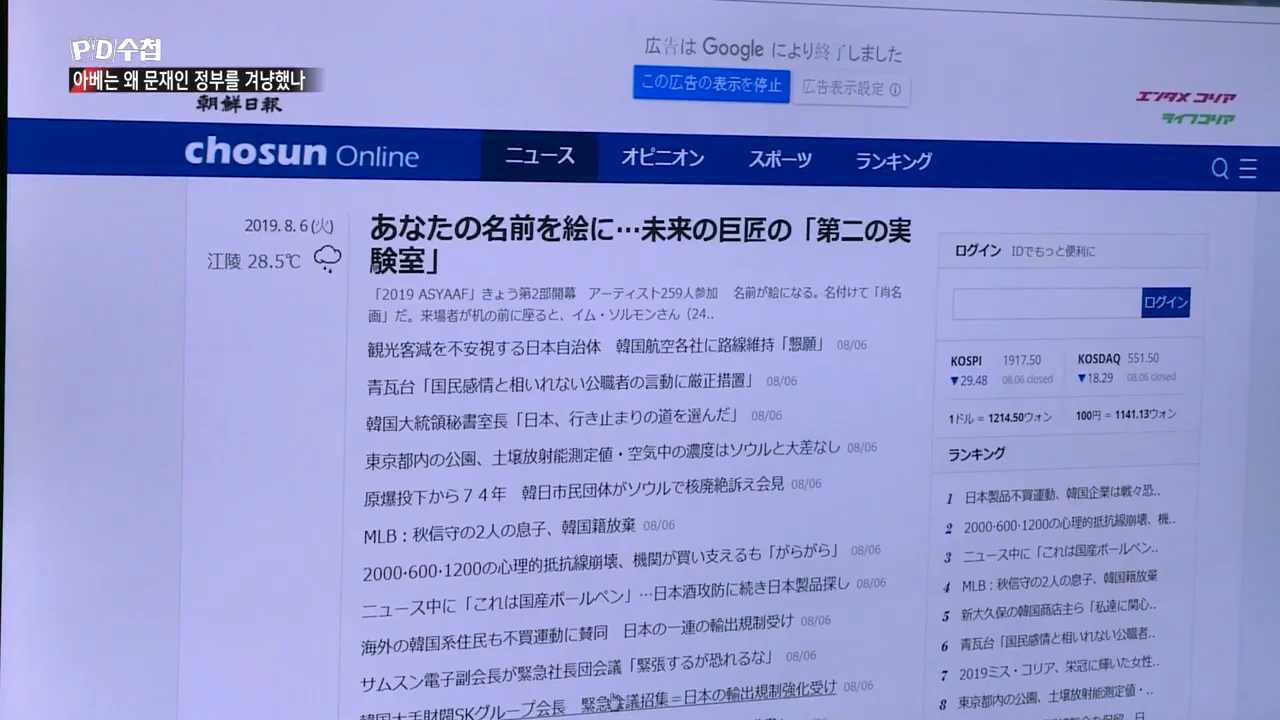 PD수첩
아베는 왜 문재인 정부를 겨냥했나
朝鮮日報
広告は Google により終了しました
この広告の表示を停止
広告表示設定
エンタメ コリア
ライフコリア
chosun Online
ニュース
オピニオン
スポーツ
ランキング
2019. 8. 6 (火)
江陵 28.5℃
あなたの名前を絵に…未来の巨匠の「第二の実
験室」
「2019 ASYAAF」きょう第2部開幕　アーティスト259人参加　名前が絵になる。名付けて「肖名
画」だ。来場者が机の前に座ると、イム・ソルモンさん（24..
観光客減を不安視する日本自治体　韓国航空各社に路線維持「懇願」 08/06
青瓦台「国民感情と相いれない公職者の言動に厳正措置」 08/06
韓国大統領秘書室長「日本、行き止まりの道を選んだ」 08/06
東京都内の公園、土壌放射能測定値・空気中の濃度はソウルと大差なし 08/06
原爆投下から７４年　韓日市民団体がソウルで核廃絶訴え会見 08/06
MLB：秋信守の2人の息子、韓国籍放棄 08/06
2000·600·1200の心理的抵抗線崩壊、機関が買い支えるも「がらがら」 08/06
ニュース中に「これは国産ボールペン」…日本酒攻防に続き日本製品探し 08/06
海外の韓国系住民も不買運動に賛同　日本の一連の輸出規制受け 08/06
サムスン電子副会長が緊急社長団会議「緊張するが恐れるな」 08/06
韓国大手財閥SKグループ会長　緊急会議招集＝日本の輸出規制強化受け 08/06
ログイン IDでもっと便利に
ログイン
KOSPI 1917.50
▼29.48 08.06 closed
KOSDAQ 551.50
▼18.29 08.06 closed
1ドル = 1214.50ウォン
100円 = 1141.13ウォン
ランキング
1 日本製品不買運動、韓国企業は戦々恐..
2 2000·600·1200の心理的抵抗線崩壊、機..
3 ニュース中に「これは国産ボールペン..
4 MLB：秋信守の2人の息子、韓国籍放棄
5 新大久保の韓国商店主ら「私達に関心..
6 青瓦台「国民感情と相いれない公職者..
7 2019ミス・コリア、栄冠に輝いた女性..
8 東京都内の公園、土壌放射能測定値・..